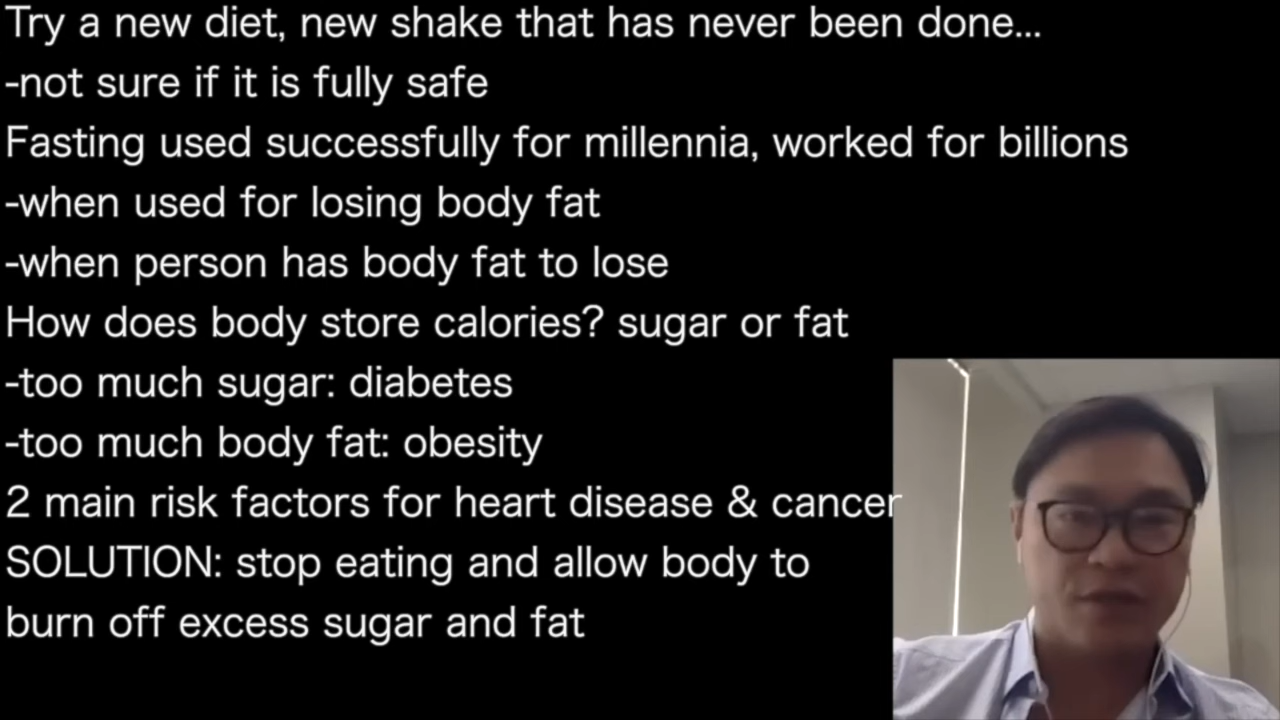 Try a new diet, new shake that has never been done...
-not sure if it is fully safe
Fasting used successfully for millennia, worked for billions
-when used for losing body fat
-when person has body fat to lose
How does body store calories? sugar or fat
-too much sugar: diabetes
-too much body fat: obesity
2 main risk factors for heart disease & cancer
SOLUTION: stop eating and allow body to
burn off excess sugar and fat